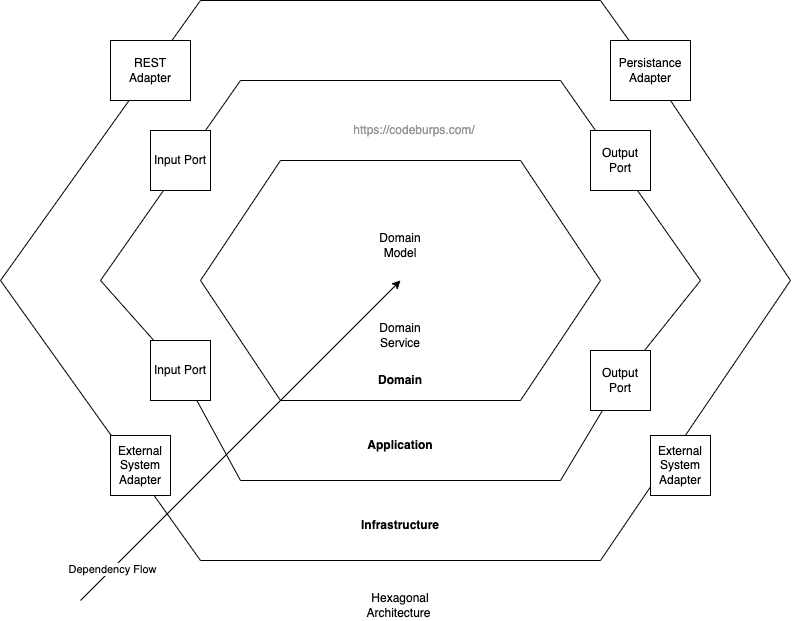 REST
Adapter
Persistance
Adapter
https://codeburps.com/
Input Port
Output
Port
Domain
Model
Domain
Service
Input Port
Output
Port
Domain
Application
External
System
Adapter
External
System
Adapter
Infrastructure
Dependency Flow
Hexagonal
Architecture